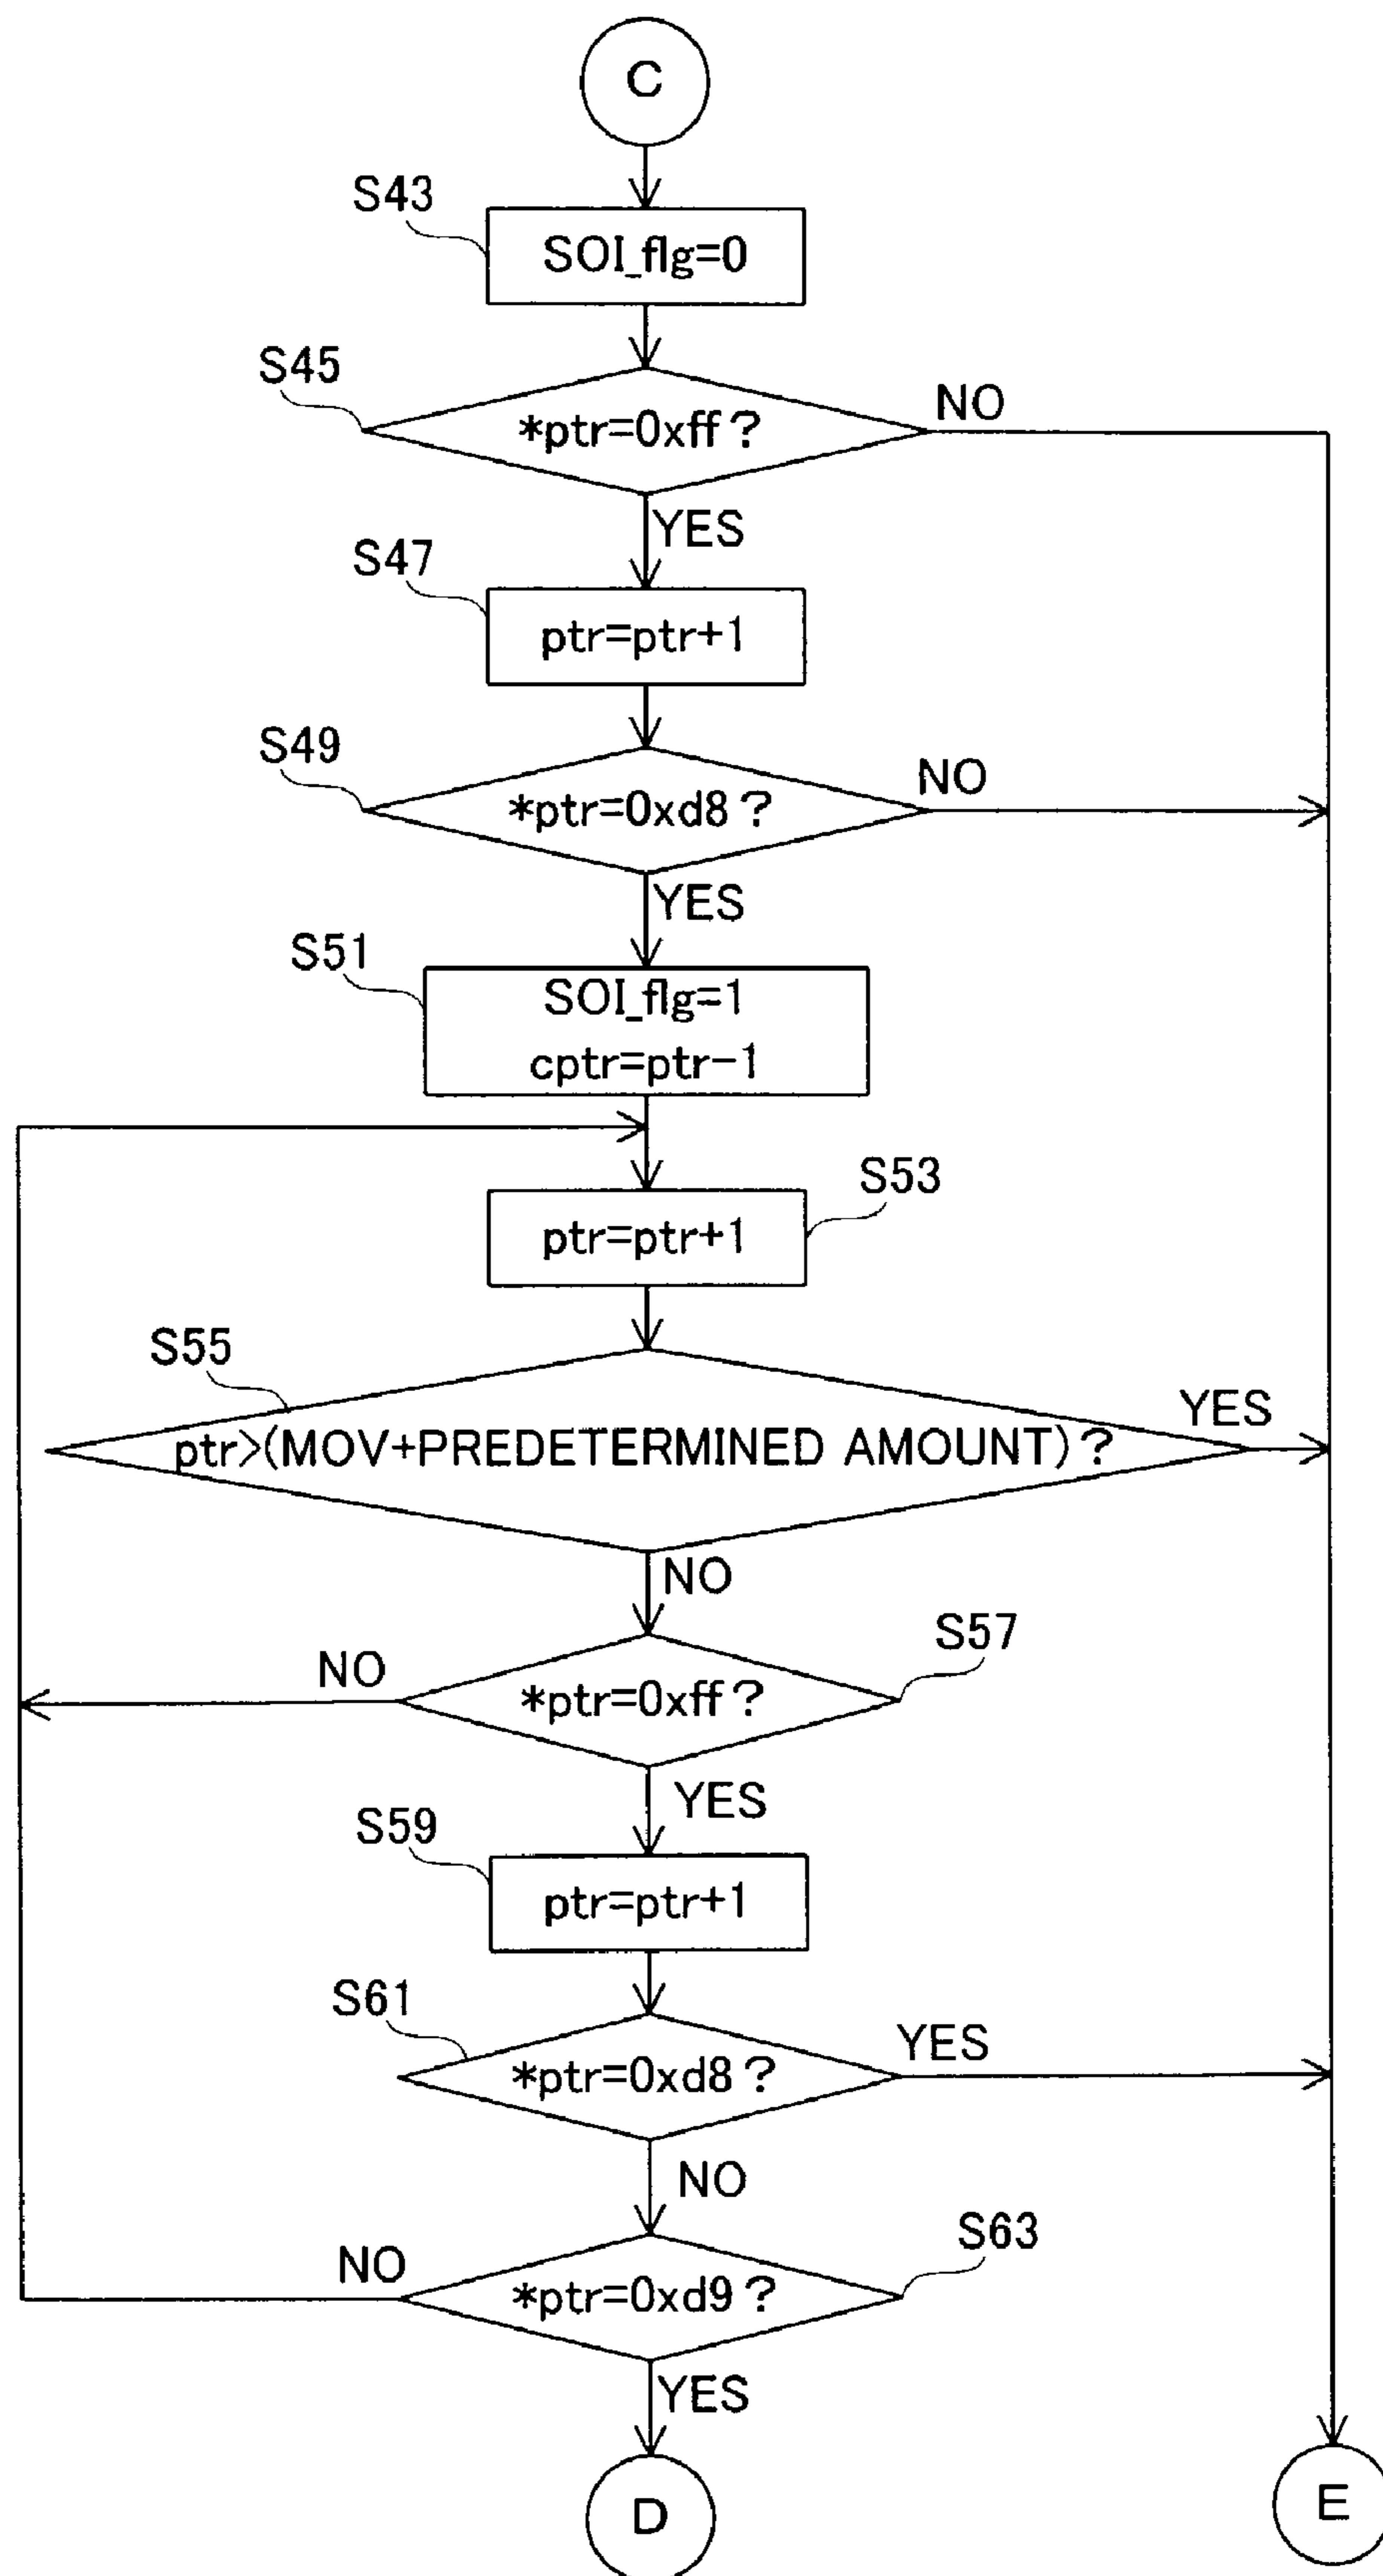 C
S43
SOI_flg=0
S45
*ptr=0xff?
NO
YES
S47
ptr=ptr+1
S49
*ptr=0xd8?
NO
YES
S51
SOI_flg=1
cptr=ptr-1
S53
ptr=ptr+1
S55
ptr>(MOV+PREDETERMINED AMOUNT)?
YES
NO
S57
NO
*ptr=0xff?
YES
S59
ptr=ptr+1
S61
*ptr=0xd8?
YES
NO
S63
NO
*ptr=0xd9?
YES
D
E